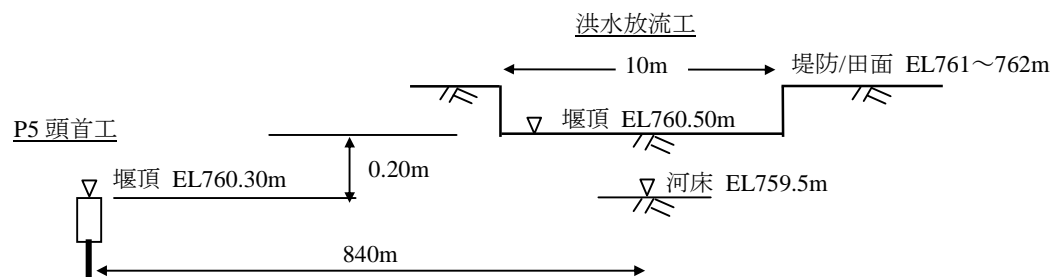 洪水放流工
10m
堤防/田面 EL761～762m
堰頂 EL760.50m
P5 頭首工
0.20m
堰頂 EL760.30m
河床 EL759.5m
840m